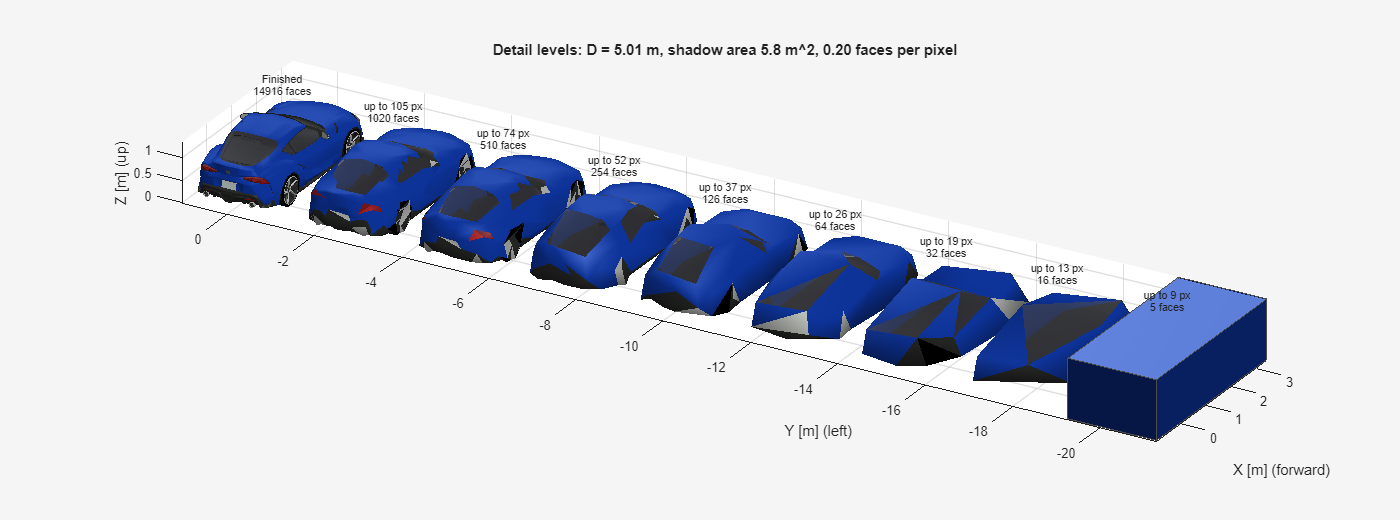 Detail levels: D = 5.01 m, shadow area 5.8 m^2, 0.20 faces per pixel
Finished
14916 faces
up to 105 px
1020 faces
up to 74 px
510 faces
up to 52 px
254 faces
up to 37 px
126 faces
up to 26 px
64 faces
up to 19 px
32 faces
up to 13 px
16 faces
up to 9 px
5 faces
Z [m] (up)
1
0.5
0
0
-2
-4
-6
-8
-10
-12
-14
-16
-18
-20
Y [m] (left)
3
2
1
0
X [m] (forward)